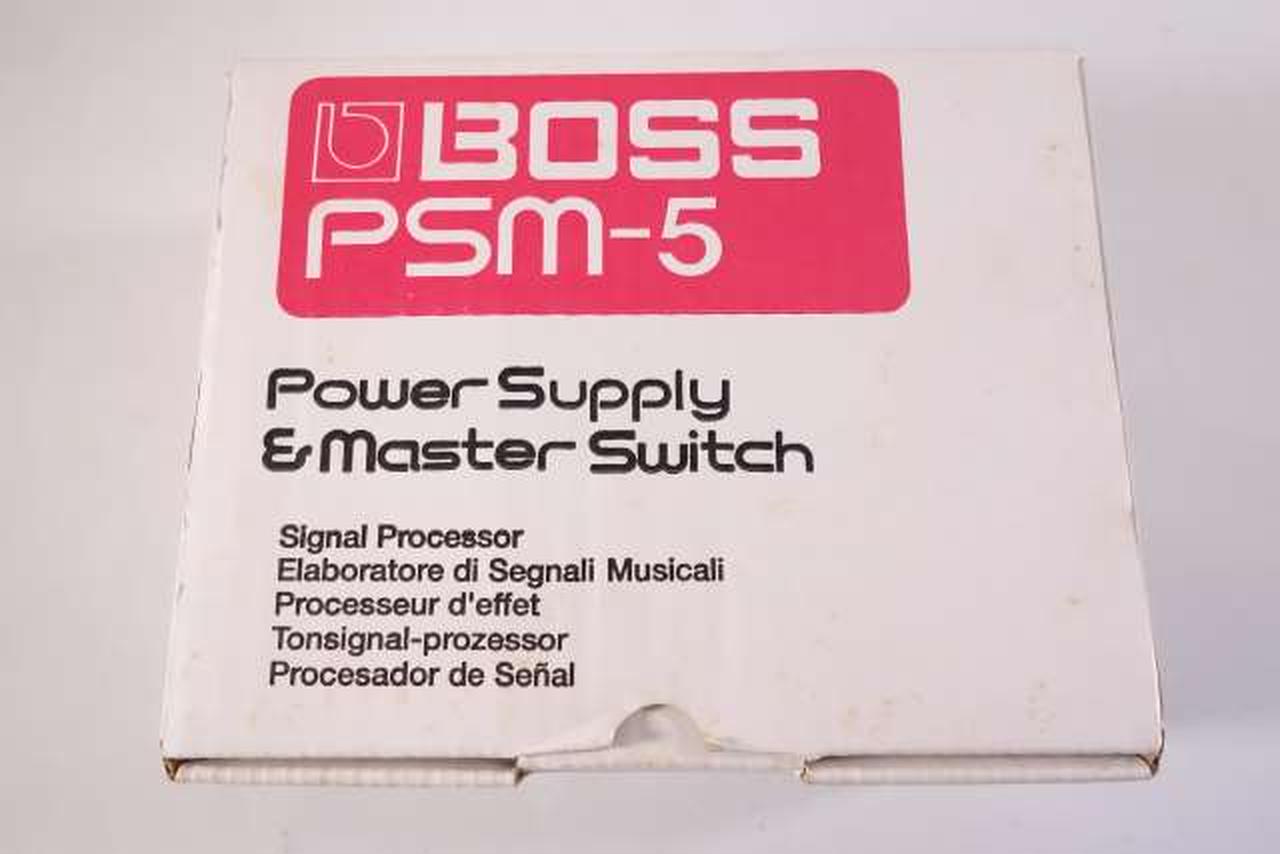 BOSS
PSM-5
Power Supply
& Master Switch
Signal Processor
Elaboratore di Segnali Musicali
Processeur d'effet
Tonsignal-prozessor
Procesador de Señal